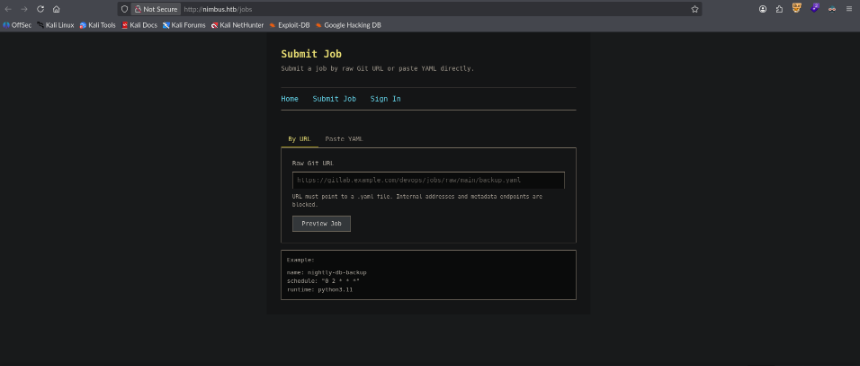 Not Secure http://nimbus.htb/jobs
OffSec Kali Linux Kali Tools Kali Docs Kali Forums Kali NetHunter Exploit-DB Google Hacking DB
Submit Job
Submit a job by raw Git URL or paste YAML directly.
Home Submit Job Sign In
By URL Paste YAML
Raw Git URL
https://gitlab.example.com/devops/jobs/raw/main/backup.yaml
URL must point to a .yaml file. Internal addresses and metadata endpoints are
blocked.
Preview Job
Example:
name: nightly-db-backup
schedule: "0 2 * * *"
runtime: python3.11